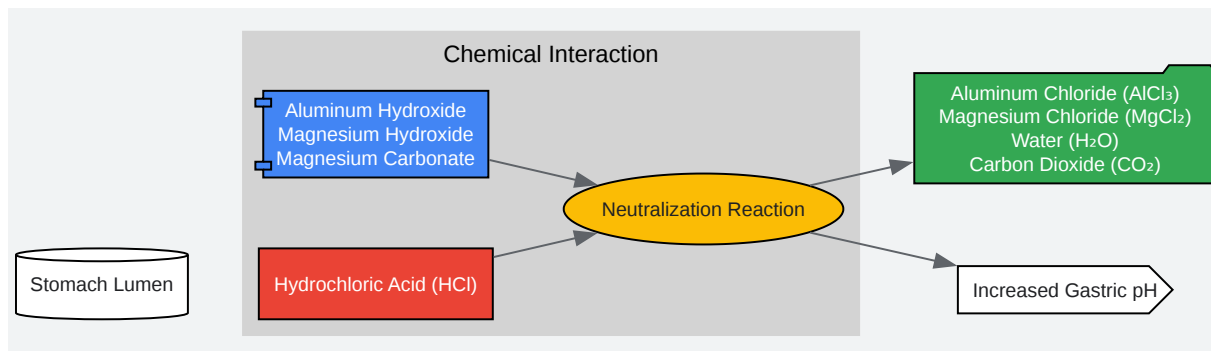 Chemical Interaction
Aluminum Hydroxide
Magnesium Hydroxide
Magnesium Carbonate
Hydrochloric Acid (HCl)
Stomach Lumen
Neutralization Reaction
Aluminum Chloride (AlCl₃)
Magnesium Chloride (MgCl₂)
Water (H₂O)
Carbon Dioxide (CO₂)
Increased Gastric pH